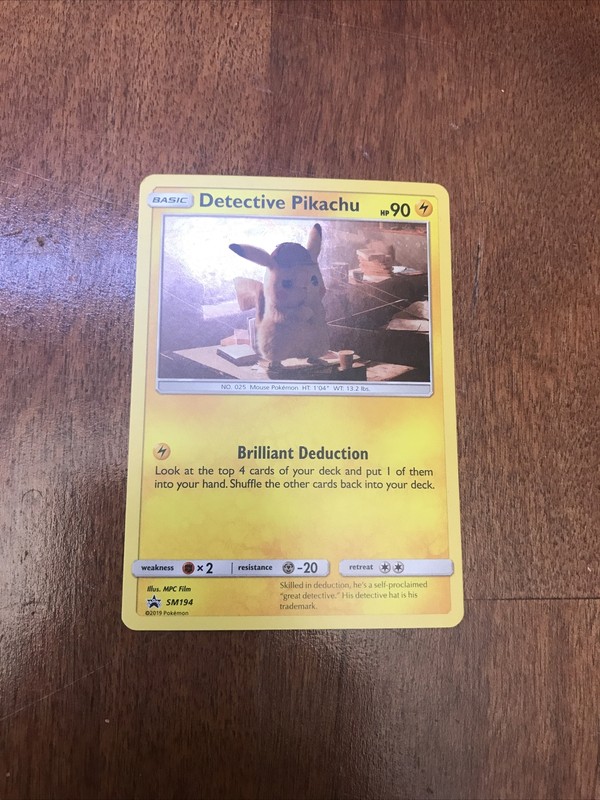 BASIC Detective Pikachu HP 90
NO. 025 Mouse Pokémon HT: 1'04" WT: 13.2 lbs.
Brilliant Deduction
Look at the top 4 cards of your deck and put 1 of them
into your hand. Shuffle the other cards back into your deck.
weakness ×2 resistance -20 retreat
Illus. MPC Film
SM194
©2019 Pokémon
Skilled in deduction, he's a self-proclaimed
"great detective." His detective hat is his
trademark.